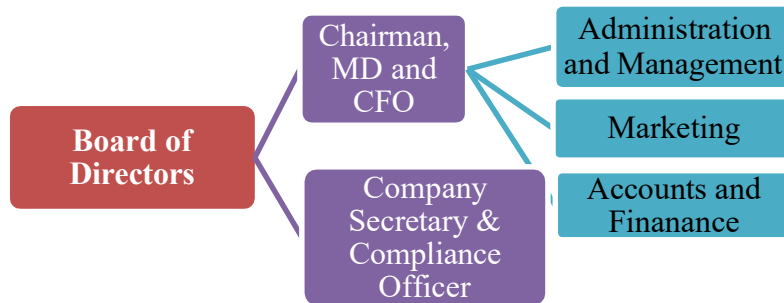 Board of
Directors
Chairman,
MD and
CFO
Company
Secretary &
Compliance
Officer
Administration
and Management
Marketing
Accounts and
Finanance